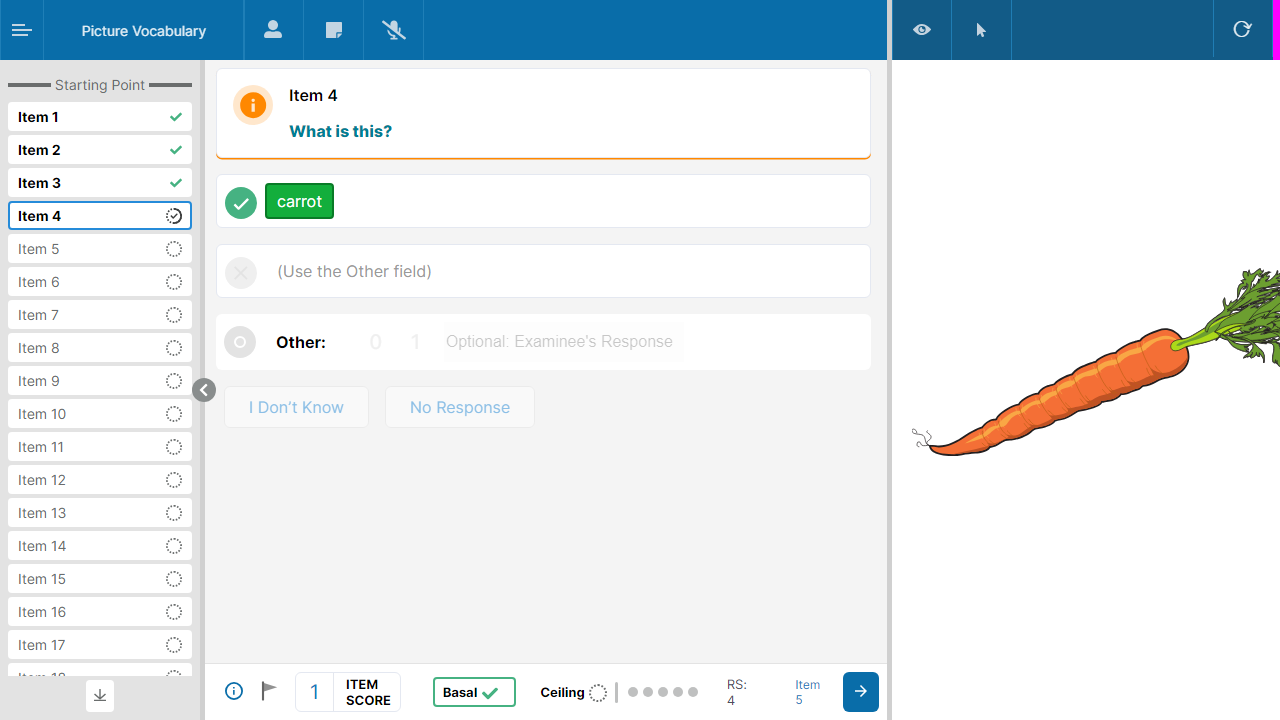 Picture Vocabulary
Starting Point
Item 1
Item 2
Item 3
Item 4
Item 5
Item 6
Item 7
Item 8
Item 9
Item 10
Item 11
Item 12
Item 13
Item 14
Item 15
Item 16
Item 17
Item 18
Item 4
What is this?
carrot
(Use the Other field)
Other: 0 1 Optional: Examinee's Response
I Don't Know No Response
1 ITEM SCORE
Basal
Ceiling
RS: 4
Item 5